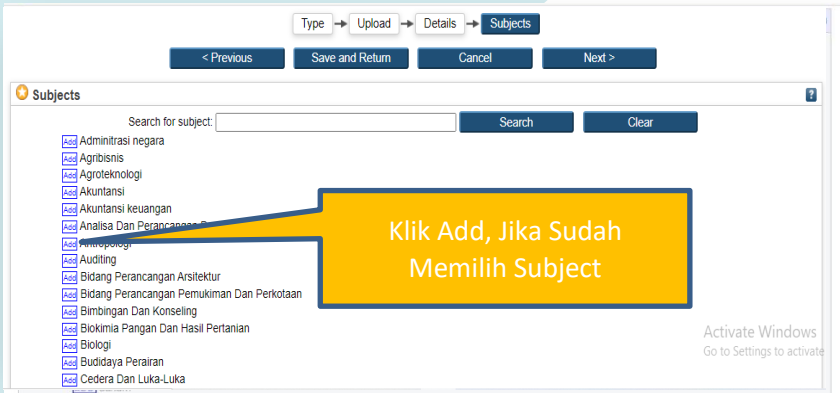 Type Upload Details Subjects
< Previous Save and Return Cancel Next >
Subjects ?
Search for subject: Search Clear
Add Adminitrasi negara
Add Agribisnis
Add Agroteknologi
Add Akuntansi
Add Akuntansi keuangan
Add Analisa Dan Perancangan
Add Antropologi
Add Auditing
Add Bidang Perancangan Arsitektur
Add Bidang Perancangan Pemukiman Dan Perkotaan
Add Bimbingan Dan Konseling
Add Biokimia Pangan Dan Hasil Pertanian
Add Biologi
Add Budidaya Perairan
Add Cedera Dan Luka-Luka
Klik Add, Jika Sudah
Memilih Subject
Activate Windows
Go to Settings to activate